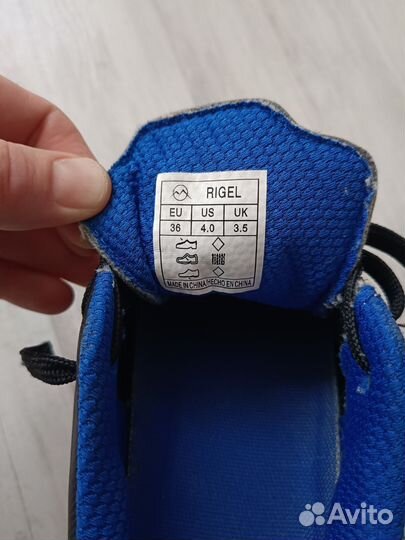 RIGEL
EU US UK
36 4.0 3.5
MADE IN CHINA,HECHO EN CHINA
Avito